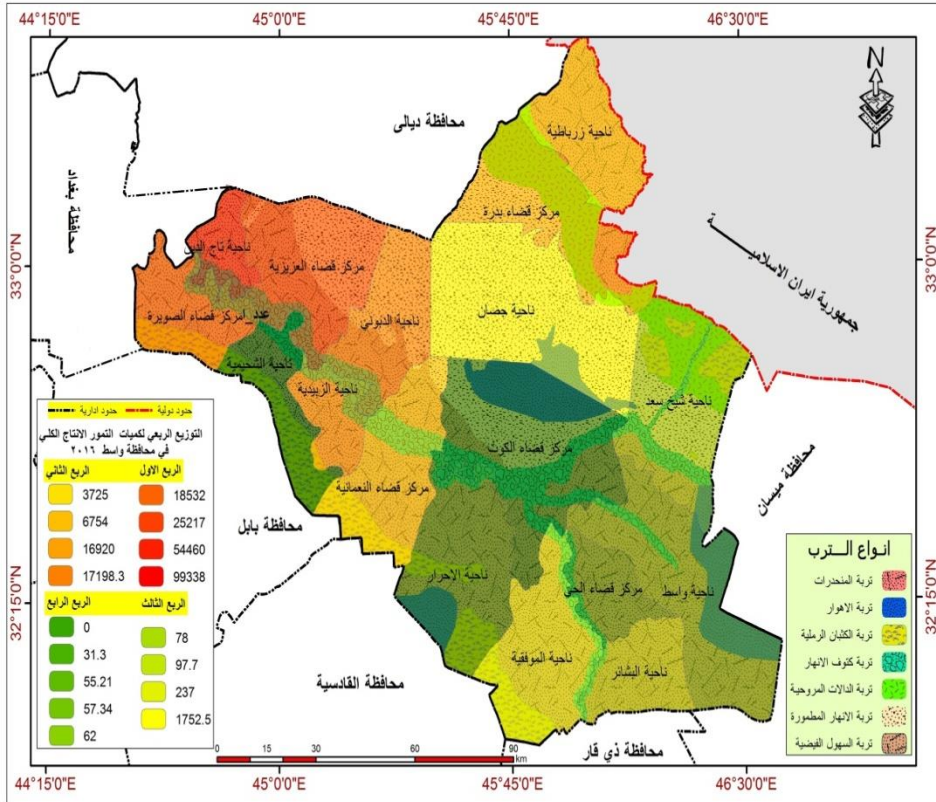 44°15'0"E
45°0'0"E
45°45'0"E
46°30'0"E
N
ناحية زرباطية
محافظة ديالى
محافظة بغداد
مركز قضاء بدرة
33°0'0"N
33°0'0"N
مركز قضاء العزيزية
جمهورية ايران الاسلامية
ناحية جصان
ناحية الدبوني
مركز قضاء الصويرة
ناحية الشحيمية
ناحية الزبيدية
ناحية شيخ سعد
مركز قضاء الكوت
مركز قضاء النعمانية
محافظة ميسان
محافظة بابل
ناحية الاحرار
مركز قضاء الحي
ناحية واسط
32°15'0"N
32°15'0"N
ناحية الموفقية
ناحية البشائر
محافظة القادسية
محافظة ذي قار
حدود دولية
حدود ادارية
التوزيع الربعي لكميات التمور الانتاج الكلي
في محافظة واسط ٢٠١٦
الربع الاول
18532
25217
54460
99338
الربع الثاني
3725
6754
16920
17198.3
الربع الثالث
78
97.7
237
1752.5
الربع الرابع
0
31.3
55.21
57.34
62
انواع الـــترب
تربة المنحدرات
تربة الاهوار
تربة الكثبان الرملية
تربة كتوف الانهار
تربة الدالات المروحية
تربة الانهار المطمورة
تربة السهول الفيضية
0 15 30 60 90
km
44°15'0"E
45°0'0"E
45°45'0"E
46°30'0"E